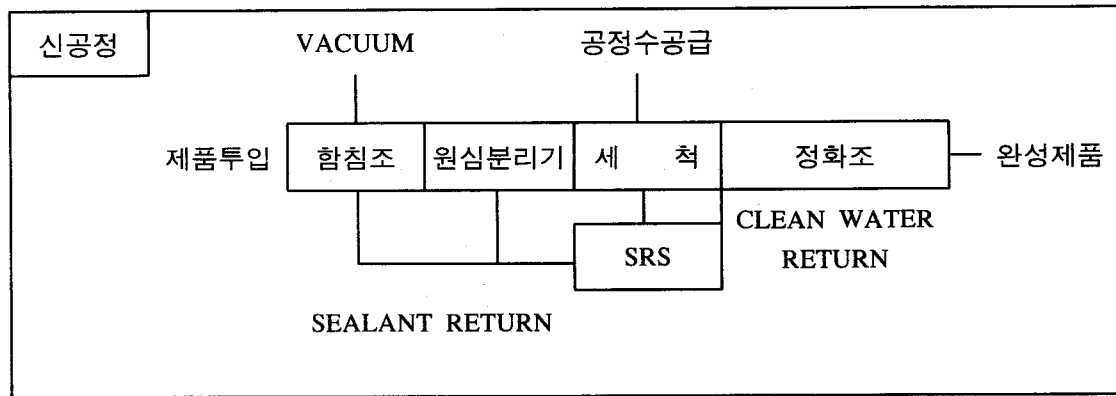 신공정
VACUUM
공정수공급
제품투입
함침조
원심분리기
세 척
정화조
완성제품
CLEAN WATER
RETURN
SRS
SEALANT RETURN